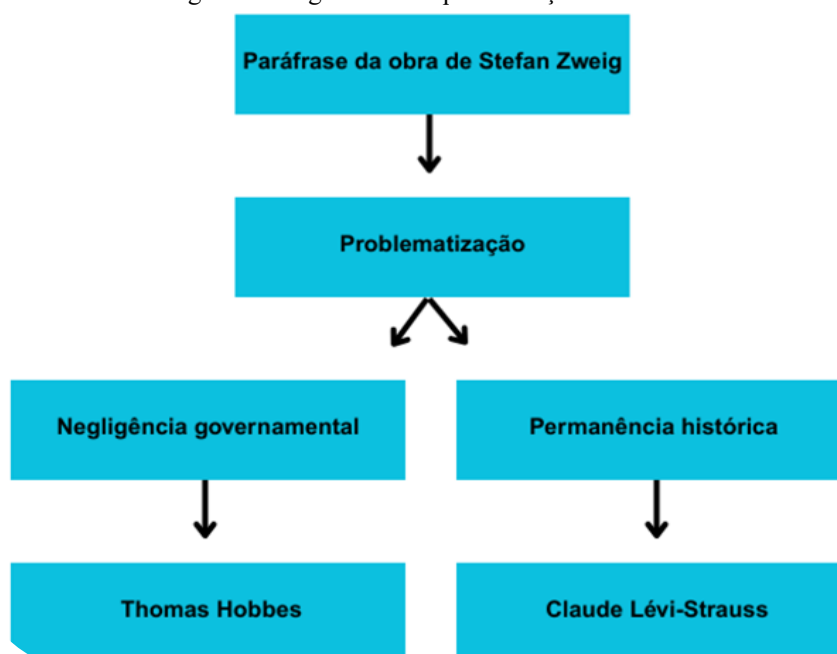 Paráfrase da obra de Stefan Zweig
Problematização
Negligência governamental
Permanência histórica
Thomas Hobbes
Claude Lévi-Strauss